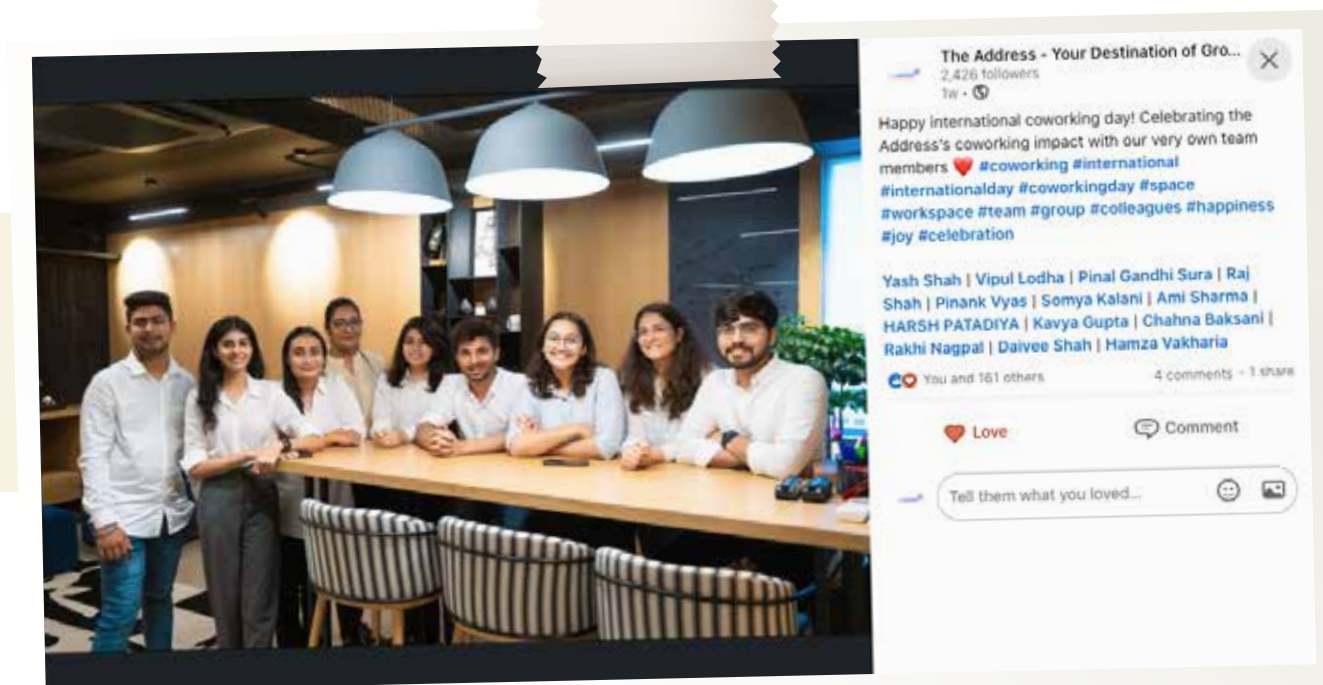 The Address - Your Destination of Gro...
2,426 followers
1w •
Happy international coworking day! Celebrating the
Address's coworking impact with our very own team
members ❤️ #coworking #international
#internationalday #coworkingday #space
#workspace #team #group #colleagues #happiness
#joy #celebration
Yash Shah | Vipul Lodha | Pinal Gandhi Sura | Raj
Shah | Pinank Vyas | Somya Kalani | Ami Sharma |
HARSH PATADIYA | Kavya Gupta | Chahna Baksani |
Rakhi Nagpal | Daivee Shah | Hamza Vakharia
You and 161 others 4 comments · 1 share
Love Comment
Tell them what you loved...